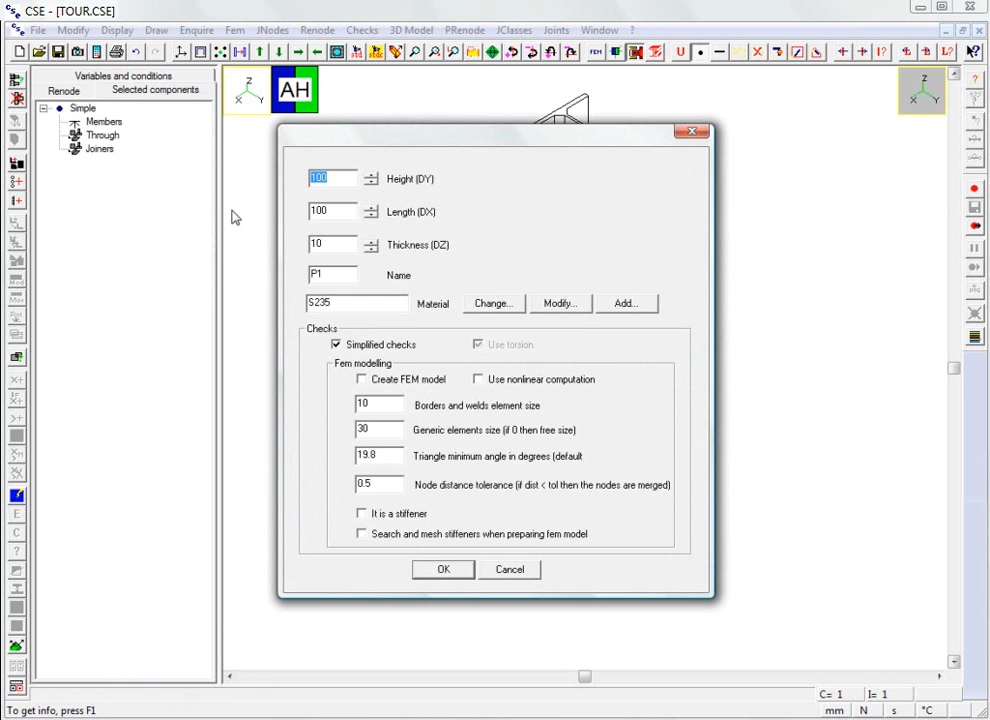 CSE - [TOUR.CSE]
File Modify Display Draw Enquire Fem JNodes Renode Checks 3D Model PRenode JClasses Joints Window ?
std FEM U I? L? ?
Variables and conditions
Renode Selected components
Simple
Members
Through
Joiners
Z X Y
AH
Z X Y
100 Height (DY)
100 Length (DX)
10 Thickness (DZ)
P1 Name
S235 Material Change... Modify... Add...
Checks
Simplified checks Use torsion
Fem modelling
Create FEM model Use nonlinear computation
10 Borders and welds element size
30 Generic elements size (if 0 then free size)
19.8 Triangle minimum angle in degrees (default
0.5 Node distance tolerance (if dist < tol then the nodes are merged)
It is a stiffener
Search and mesh stiffeners when preparing fem model
OK Cancel
C= 1 I= 1
To get info, press F1 mm N s °C